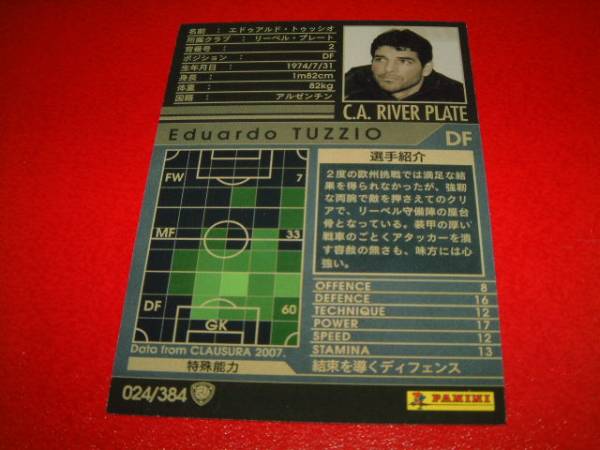 名前 : エドゥアルド・トゥッシオ
所属クラブ : リーベル・プレート
背番号 : 2
ポジション : DF
生年月日 : 1974/7/31
身長 : 1m82cm
体重 : 82kg
国籍 : アルゼンチン
C.A. RIVER PLATE
Eduardo TUZZIO
DF
FW 7
MF 33
DF 60
GK
Data from CLAUSURA 2007.
選手紹介
2度の欧州挑戦では満足な結
果を得られなかったが、強靭
な両腕で敵を押さえてのクリ
アで、リーベル守備陣の屋台
骨となっている。装甲の厚い
戦車のごとくアタッカーを潰
す容赦の無さも、味方には心
強い。
OFFENCE 8
DEFENCE 16
TECHNIQUE 12
POWER 17
SPEED 12
STAMINA 13
特殊能力
結束を導くディフェンス
024/384
PANINI